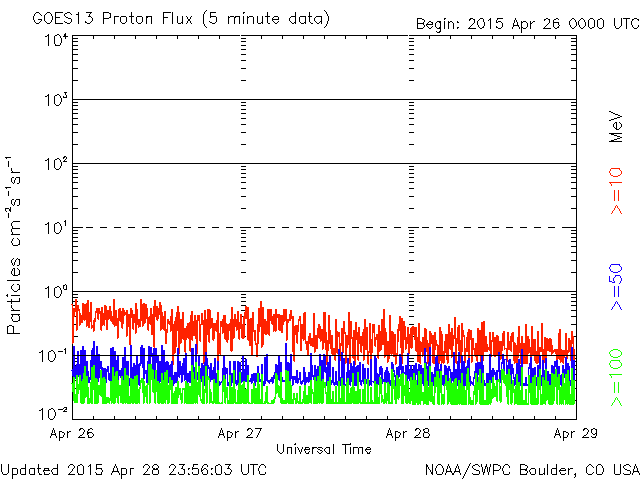 GOES13 Proton Flux (5 minute data)
Begin: 2015 Apr 26 0000 UTC
Particles cm⁻²s⁻¹sr⁻¹
10⁴
10³
10²
10¹
10⁰
10⁻¹
10⁻²
Apr 26
Apr 27
Apr 28
Apr 29
Universal Time
MeV
>=10
>=50
>=100
Updated 2015 Apr 28 23:56:03 UTC
NOAA/SWPC Boulder, CO USA